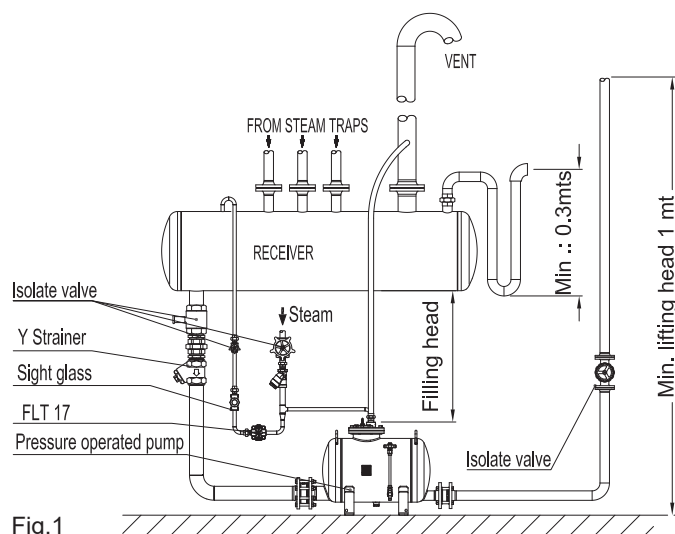 VENT
FROM STEAM TRAPS
RECEIVER
Min .: 0.3mts
Min. lifting head 1 mt
Isolate valve
Steam
Y Strainer
Filling head
Sight glass
FLT 17
Pressure operated pump
Isolate valve
Fig.1